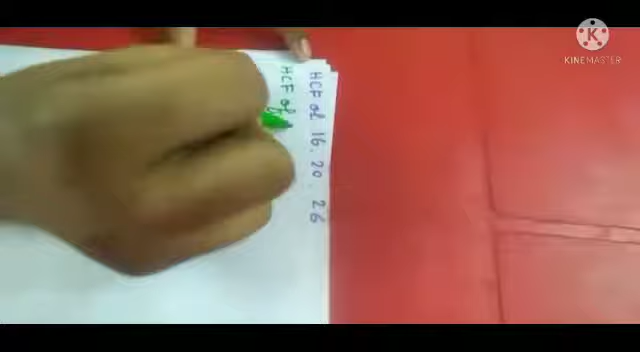 HCF of 16, 20, 26
HCF of
KINEMASTER